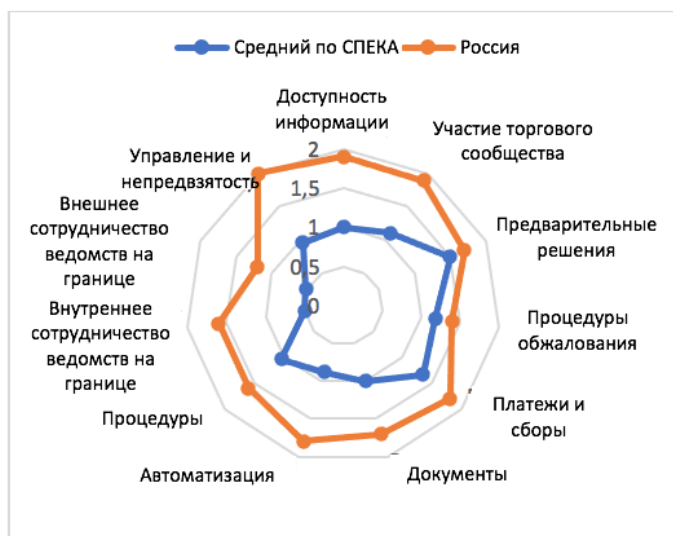 Средний по СПЕКА
Россия
Доступность
информации
Участие торгового
сообщества
Предварительные
решения
Процедуры
обжалования
Платежи и
сборы
Документы
Автоматизация
Процедуры
Внутреннее
сотрудничество
ведомств на
границе
Внешнее
сотрудничество
ведомств на
границе
Управление и
непредвзятость
2
1,5
1
0,5
0